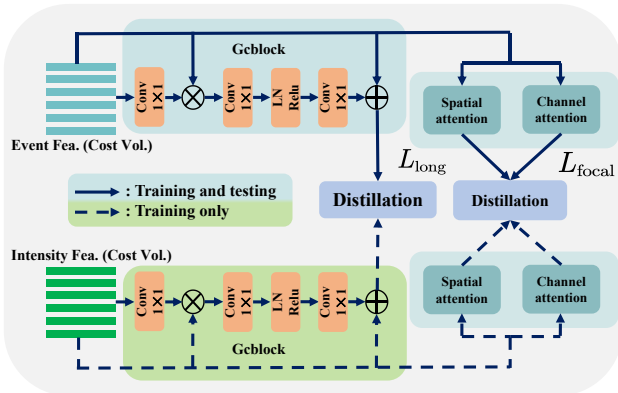 Gcblock
Conv
1×1
Conv
1×1
LN
Relu
Conv
1×1
Event Fea. (Cost Vol.)
Spatial
attention
Channel
attention
L_long
L_focal
Distillation
Distillation
: Training and testing
: Training only
Intensity Fea. (Cost Vol.)
Conv
1×1
Conv
1×1
LN
Relu
Conv
1×1
Gcblock
Spatial
attention
Channel
attention